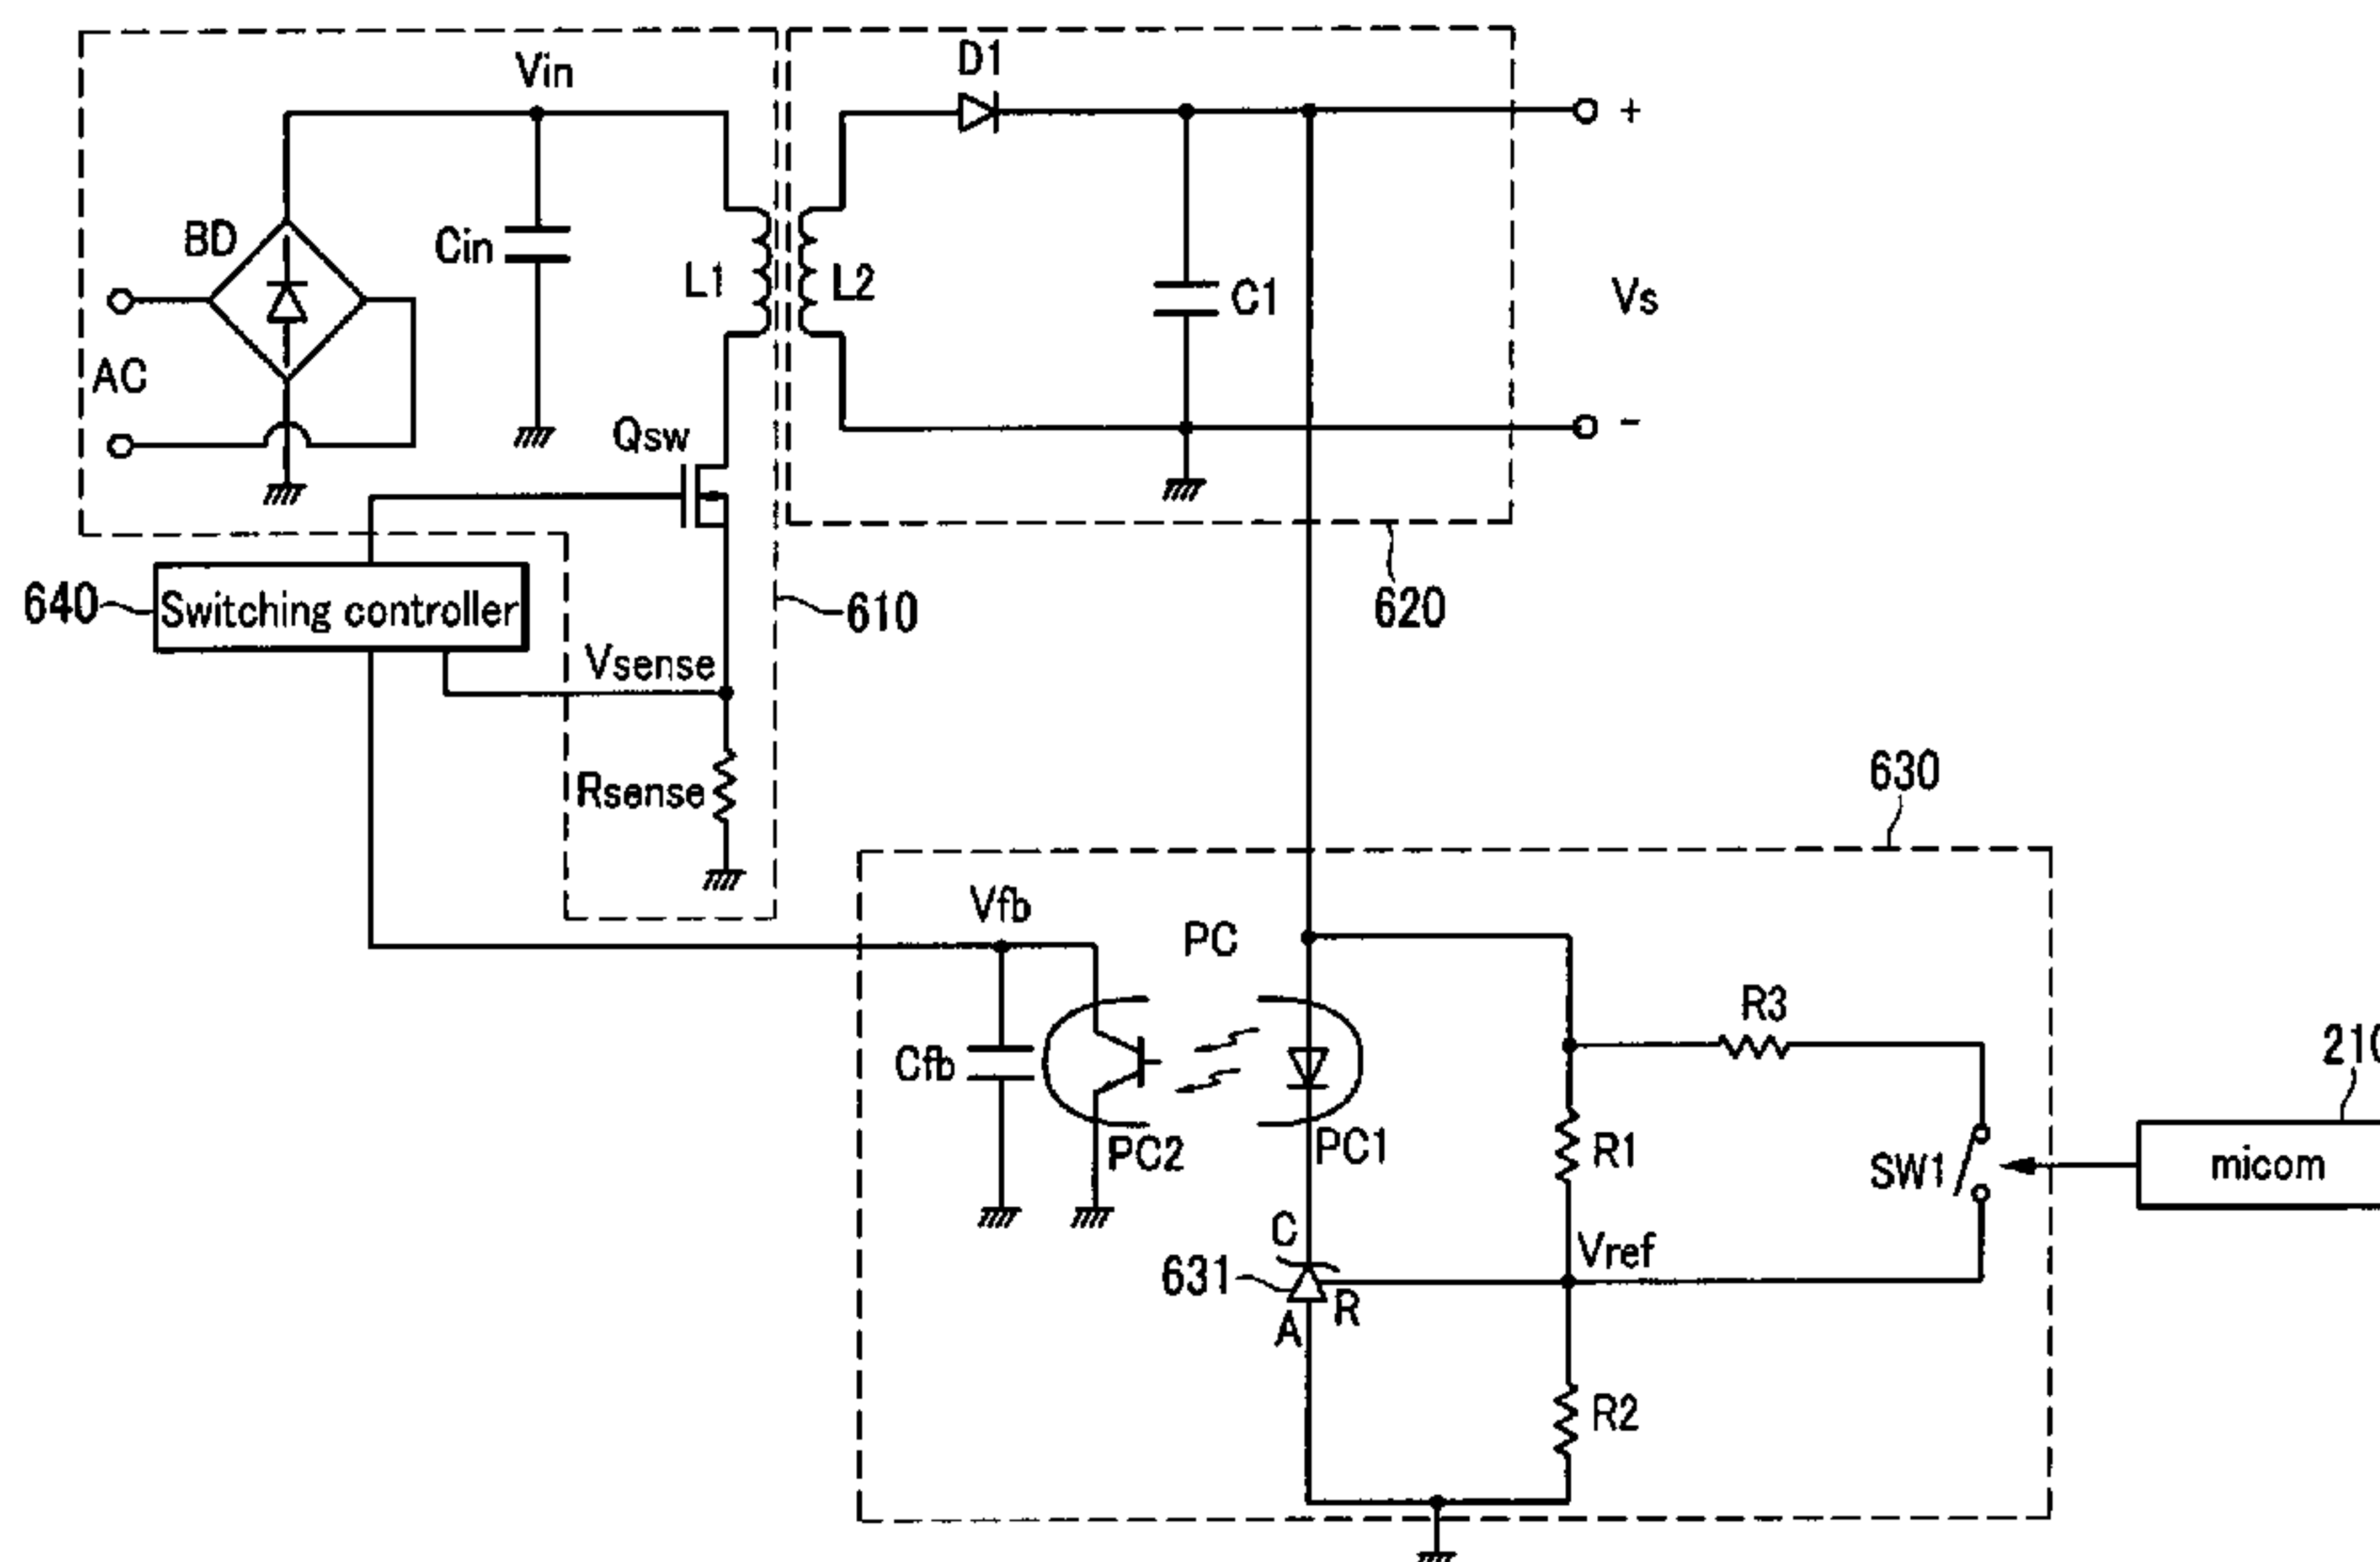 Vin
D1
+
BD
Cin
L1
L2
C1
Vs
AC
Qsw
-
640
Switching controller
610
620
Vsense
Rsense
630
Vfb
PC
R3
210
Cfb
PC2
PC1
R1
SW1
micom
C
Vref
631
R
A
R2